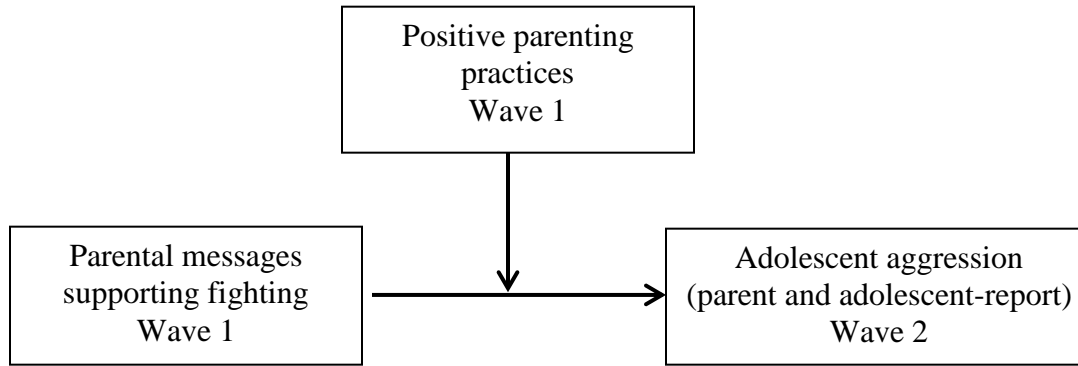 Positive parenting
practices
Wave 1
Parental messages
supporting fighting
Wave 1
Adolescent aggression
(parent and adolescent-report)
Wave 2